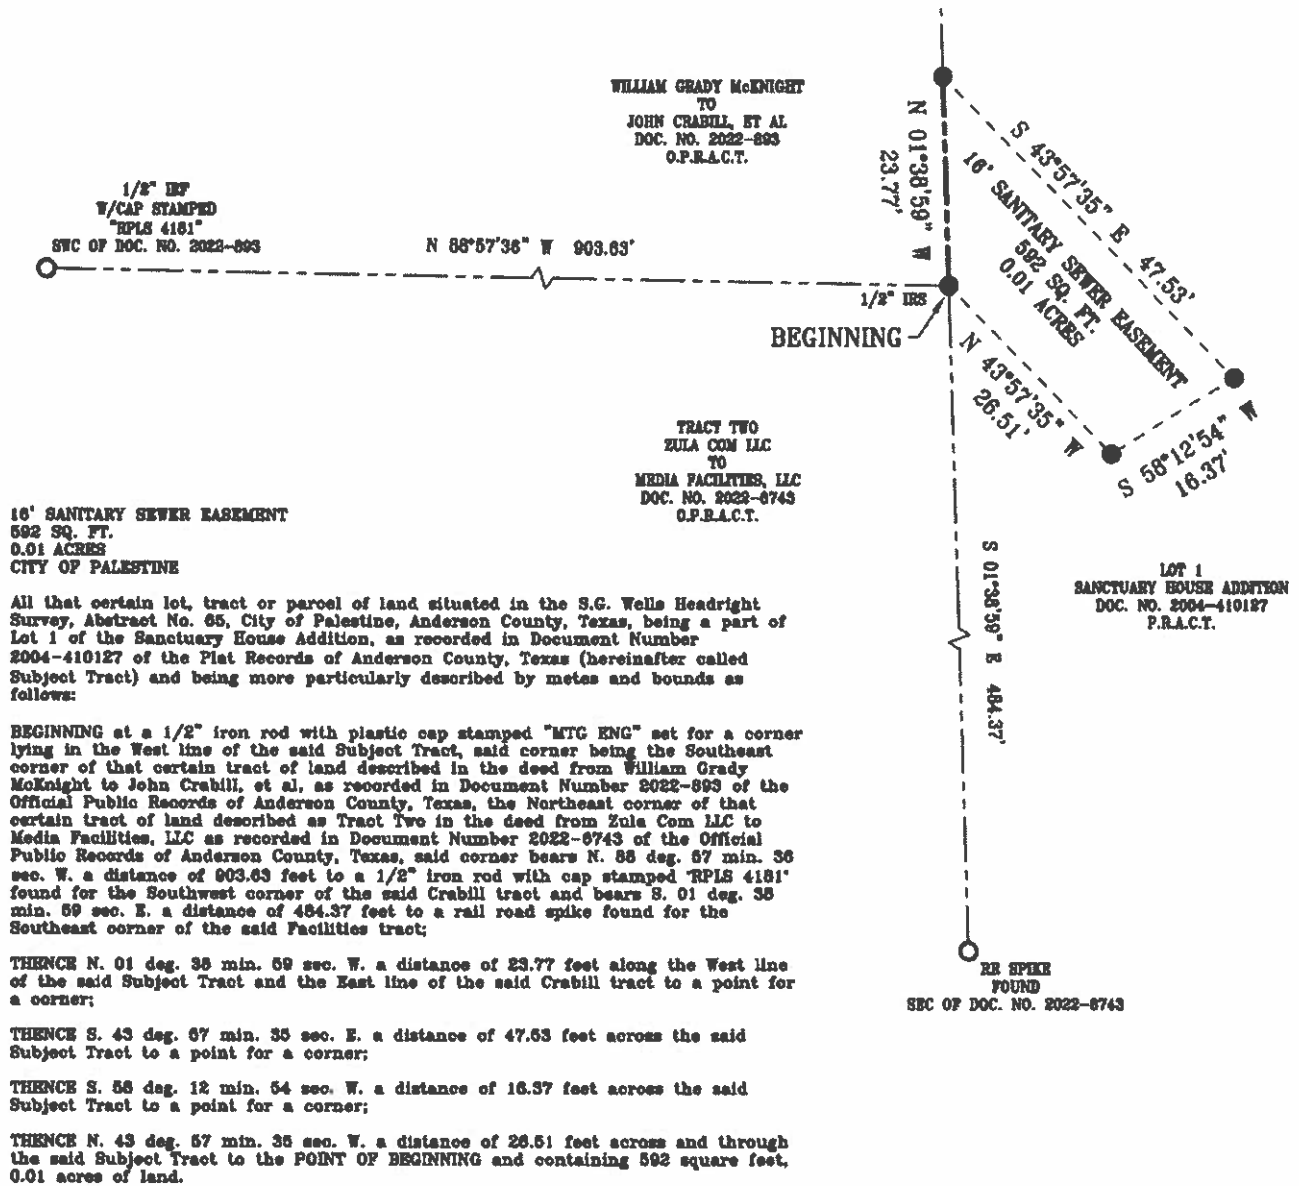 WILLIAM GRADY McKNIGHT
TO
JOHN CRABILL, ET AL
DOC. NO. 2022-893
O.P.R.A.C.T.
N 01°38'59" W
23.77'
S 43°57'35" E 47.53'
16' SANITARY SEWER EASEMENT
592 SQ. FT.
0.01 ACRES
1/2" IRF
W/CAP STAMPED
"RPLS 4181"
SWC OF DOC. NO. 2022-893
N 88°57'36" W 903.63'
1/2" IRS
BEGINNING
N 43°57'35" W
26.51'
S 58°12'54" W
16.37'
TRACT TWO
ZULA COM LLC
TO
MEDIA FACILITIES, LLC
DOC. NO. 2022-6743
O.P.R.A.C.T.
S 01°38'59" E 484.37'
LOT 1
SANCTUARY HOUSE ADDITION
DOC. NO. 2004-410127
P.R.A.C.T.
RR SPIKE
FOUND
SEC OF DOC. NO. 2022-6743
16' SANITARY SEWER EASEMENT
592 SQ. FT.
0.01 ACRES
CITY OF PALESTINE
All that certain lot, tract or parcel of land situated in the S.G. Wells Headright
Survey, Abstract No. 65, City of Palestine, Anderson County, Texas, being a part of
Lot 1 of the Sanctuary House Addition, as recorded in Document Number
2004-410127 of the Plat Records of Anderson County, Texas (hereinafter called
Subject Tract) and being more particularly described by metes and bounds as
follows:
BEGINNING at a 1/2" iron rod with plastic cap stamped "MTG ENG" set for a corner
lying in the West line of the said Subject Tract, said corner being the Southeast
corner of that certain tract of land described in the deed from William Grady
McKnight to John Crabill, et al, as recorded in Document Number 2022-893 of the
Official Public Records of Anderson County, Texas, the Northeast corner of that
certain tract of land described as Tract Two in the deed from Zula Com LLC to
Media Facilities, LLC as recorded in Document Number 2022-6743 of the Official
Public Records of Anderson County, Texas, said corner bears N. 88 deg. 57 min. 36
sec. W. a distance of 903.63 feet to a 1/2" iron rod with cap stamped "RPLS 4181"
found for the Southwest corner of the said Crabill tract and bears S. 01 deg. 38
min. 59 sec. E. a distance of 484.37 feet to a rail road spike found for the
Southeast corner of the said Facilities tract;
THENCE N. 01 deg. 38 min. 59 sec. W. a distance of 23.77 feet along the West line
of the said Subject Tract and the East line of the said Crabill tract to a point for
a corner;
THENCE S. 43 deg. 57 min. 35 sec. E. a distance of 47.53 feet across the said
Subject Tract to a point for a corner;
THENCE S. 58 deg. 12 min. 54 sec. W. a distance of 16.37 feet across the said
Subject Tract to a point for a corner;
THENCE N. 43 deg. 57 min. 35 sec. W. a distance of 26.51 feet across and through
the said Subject Tract to the POINT OF BEGINNING and containing 592 square feet,
0.01 acres of land.